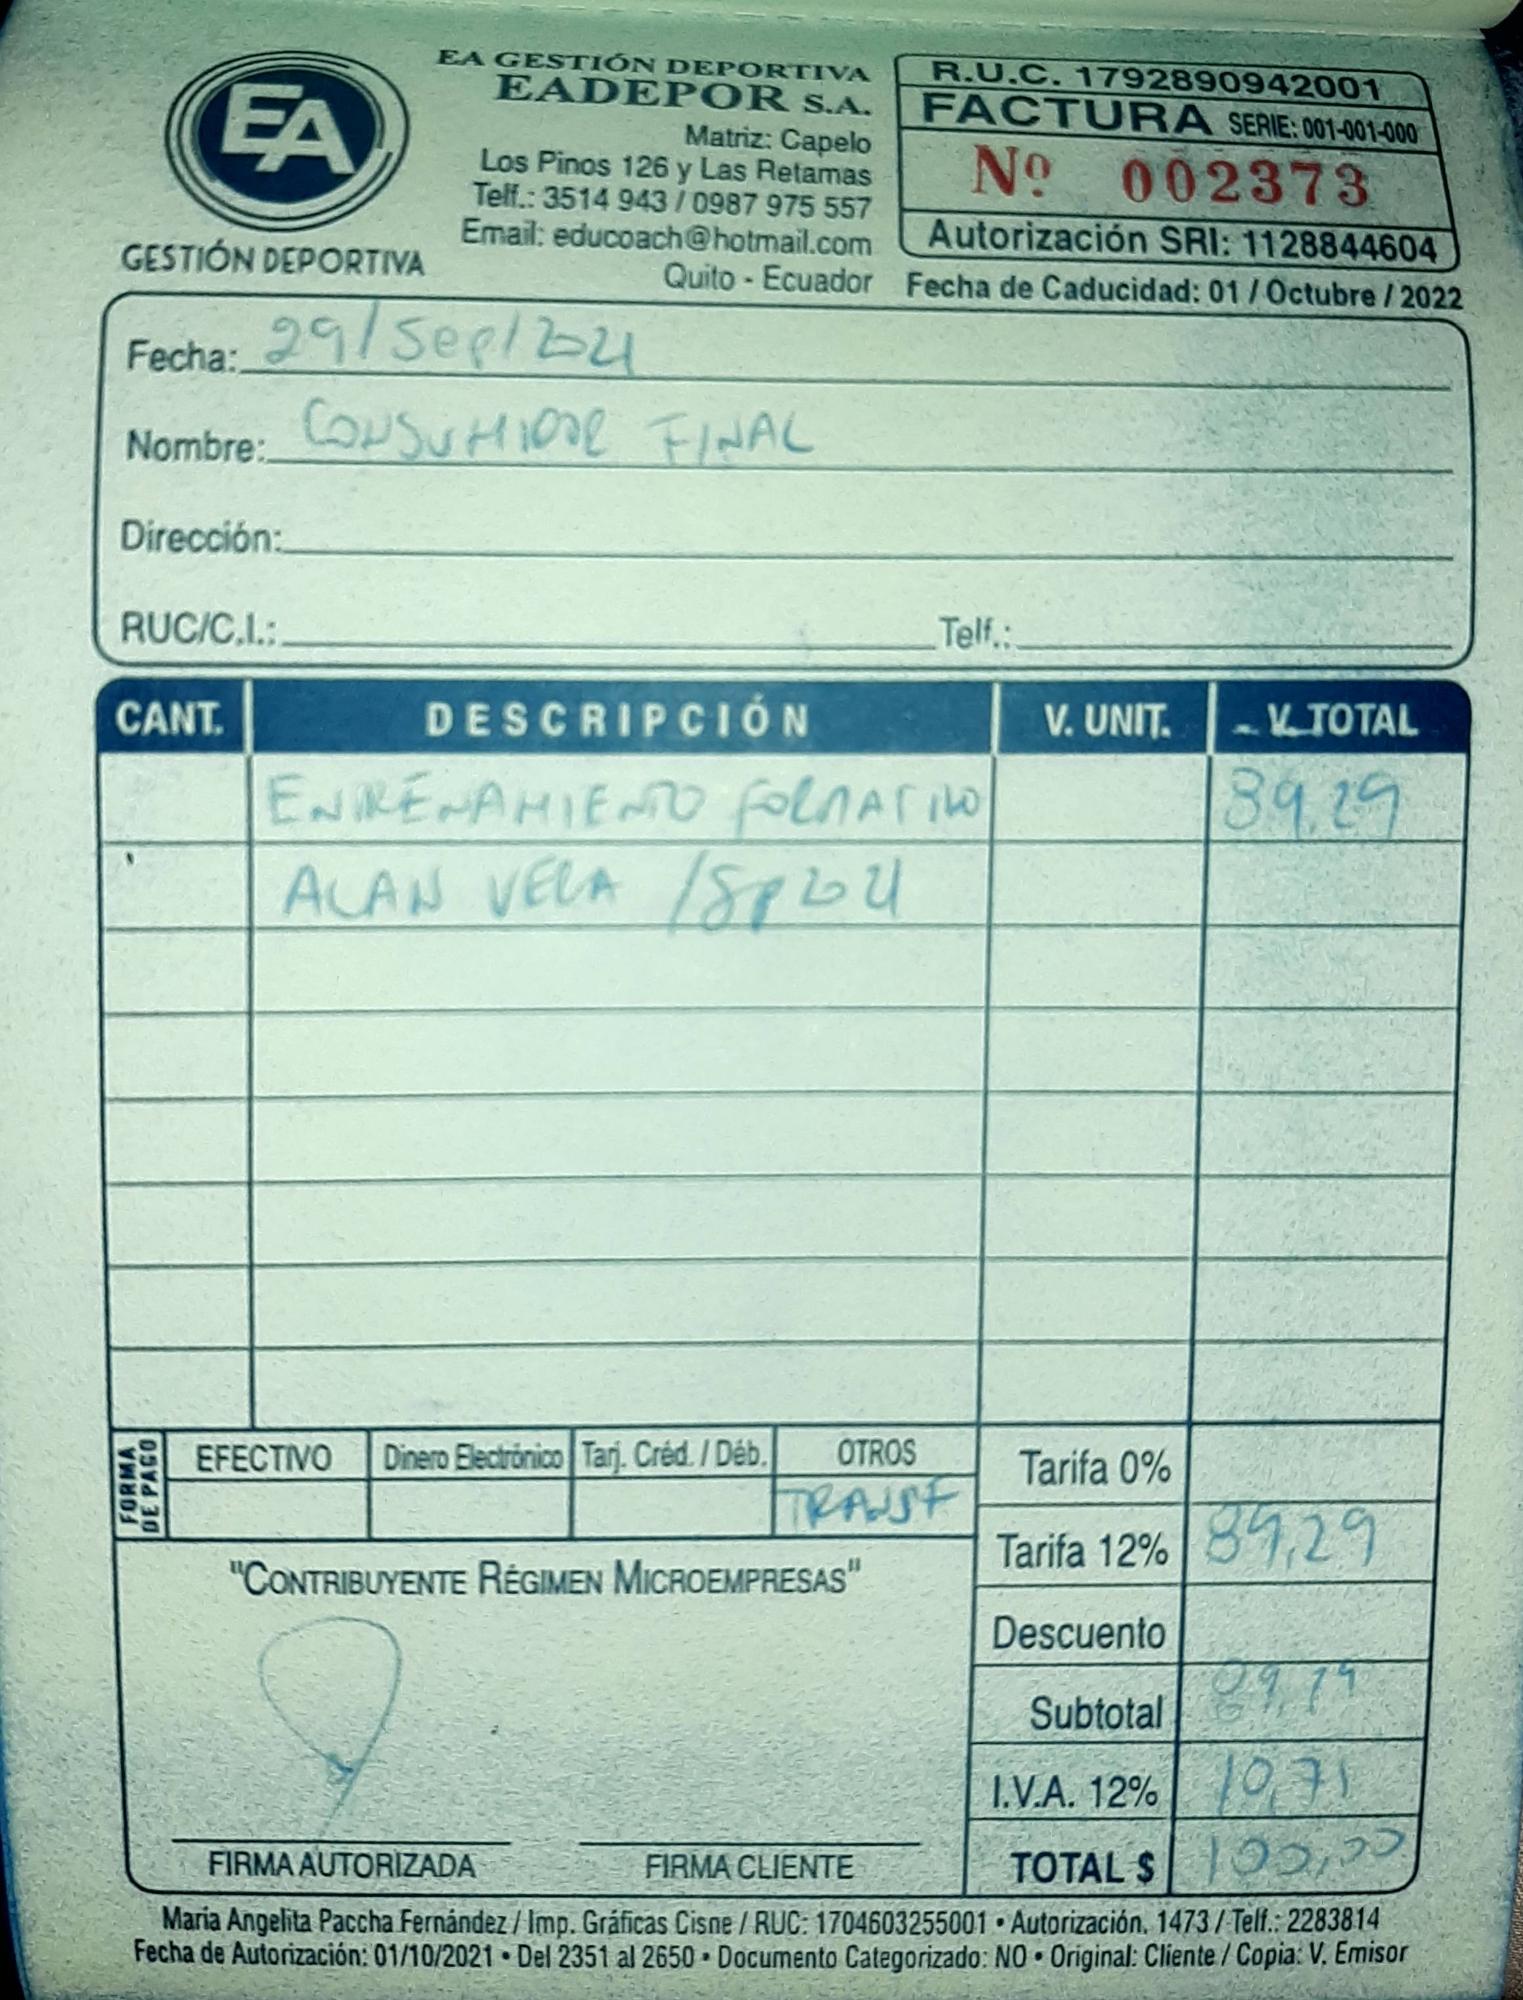 EA
GESTIÓN DEPORTIVA
EA GESTIÓN DEPORTIVA
EADEPOR S.A.
Matriz: Capelo
Los Pinos 126 y Las Retamas
Telf.: 3514 943 / 0987 975 557
Email: educoach@hotmail.com
Quito - Ecuador
R.U.C. 1792890942001
FACTURA SERIE: 001-001-000
Nº 002373
Autorización SRI: 1128844604
Fecha de Caducidad: 01 / Octubre / 2022
Fecha: 29/Sep/2021
Nombre: CONSUMIDOR FINAL
Dirección:
RUC/C.I.: Telf.:
CANT. DESCRIPCIÓN V. UNIT. V. TOTAL
ENTRENAMIENTO FORMATIVO 89,29
ALAN VERA /Sep 2021
FORMA DE PAGO
EFECTIVO Dinero Electrónico Tarj. Créd. / Déb. OTROS
TRANSF
Tarifa 0%
Tarifa 12% 89,29
Descuento
Subtotal 89,29
I.V.A. 12% 10,71
TOTAL $ 100,00
"CONTRIBUYENTE RÉGIMEN MICROEMPRESAS"
FIRMA AUTORIZADA FIRMA CLIENTE
María Angelita Paccha Fernández / Imp. Gráficas Cisne / RUC: 1704603255001 • Autorización. 1473 / Telf.: 2283814
Fecha de Autorización: 01/10/2021 • Del 2351 al 2650 • Documento Categorizado: NO • Original: Cliente / Copia: V. Emisor